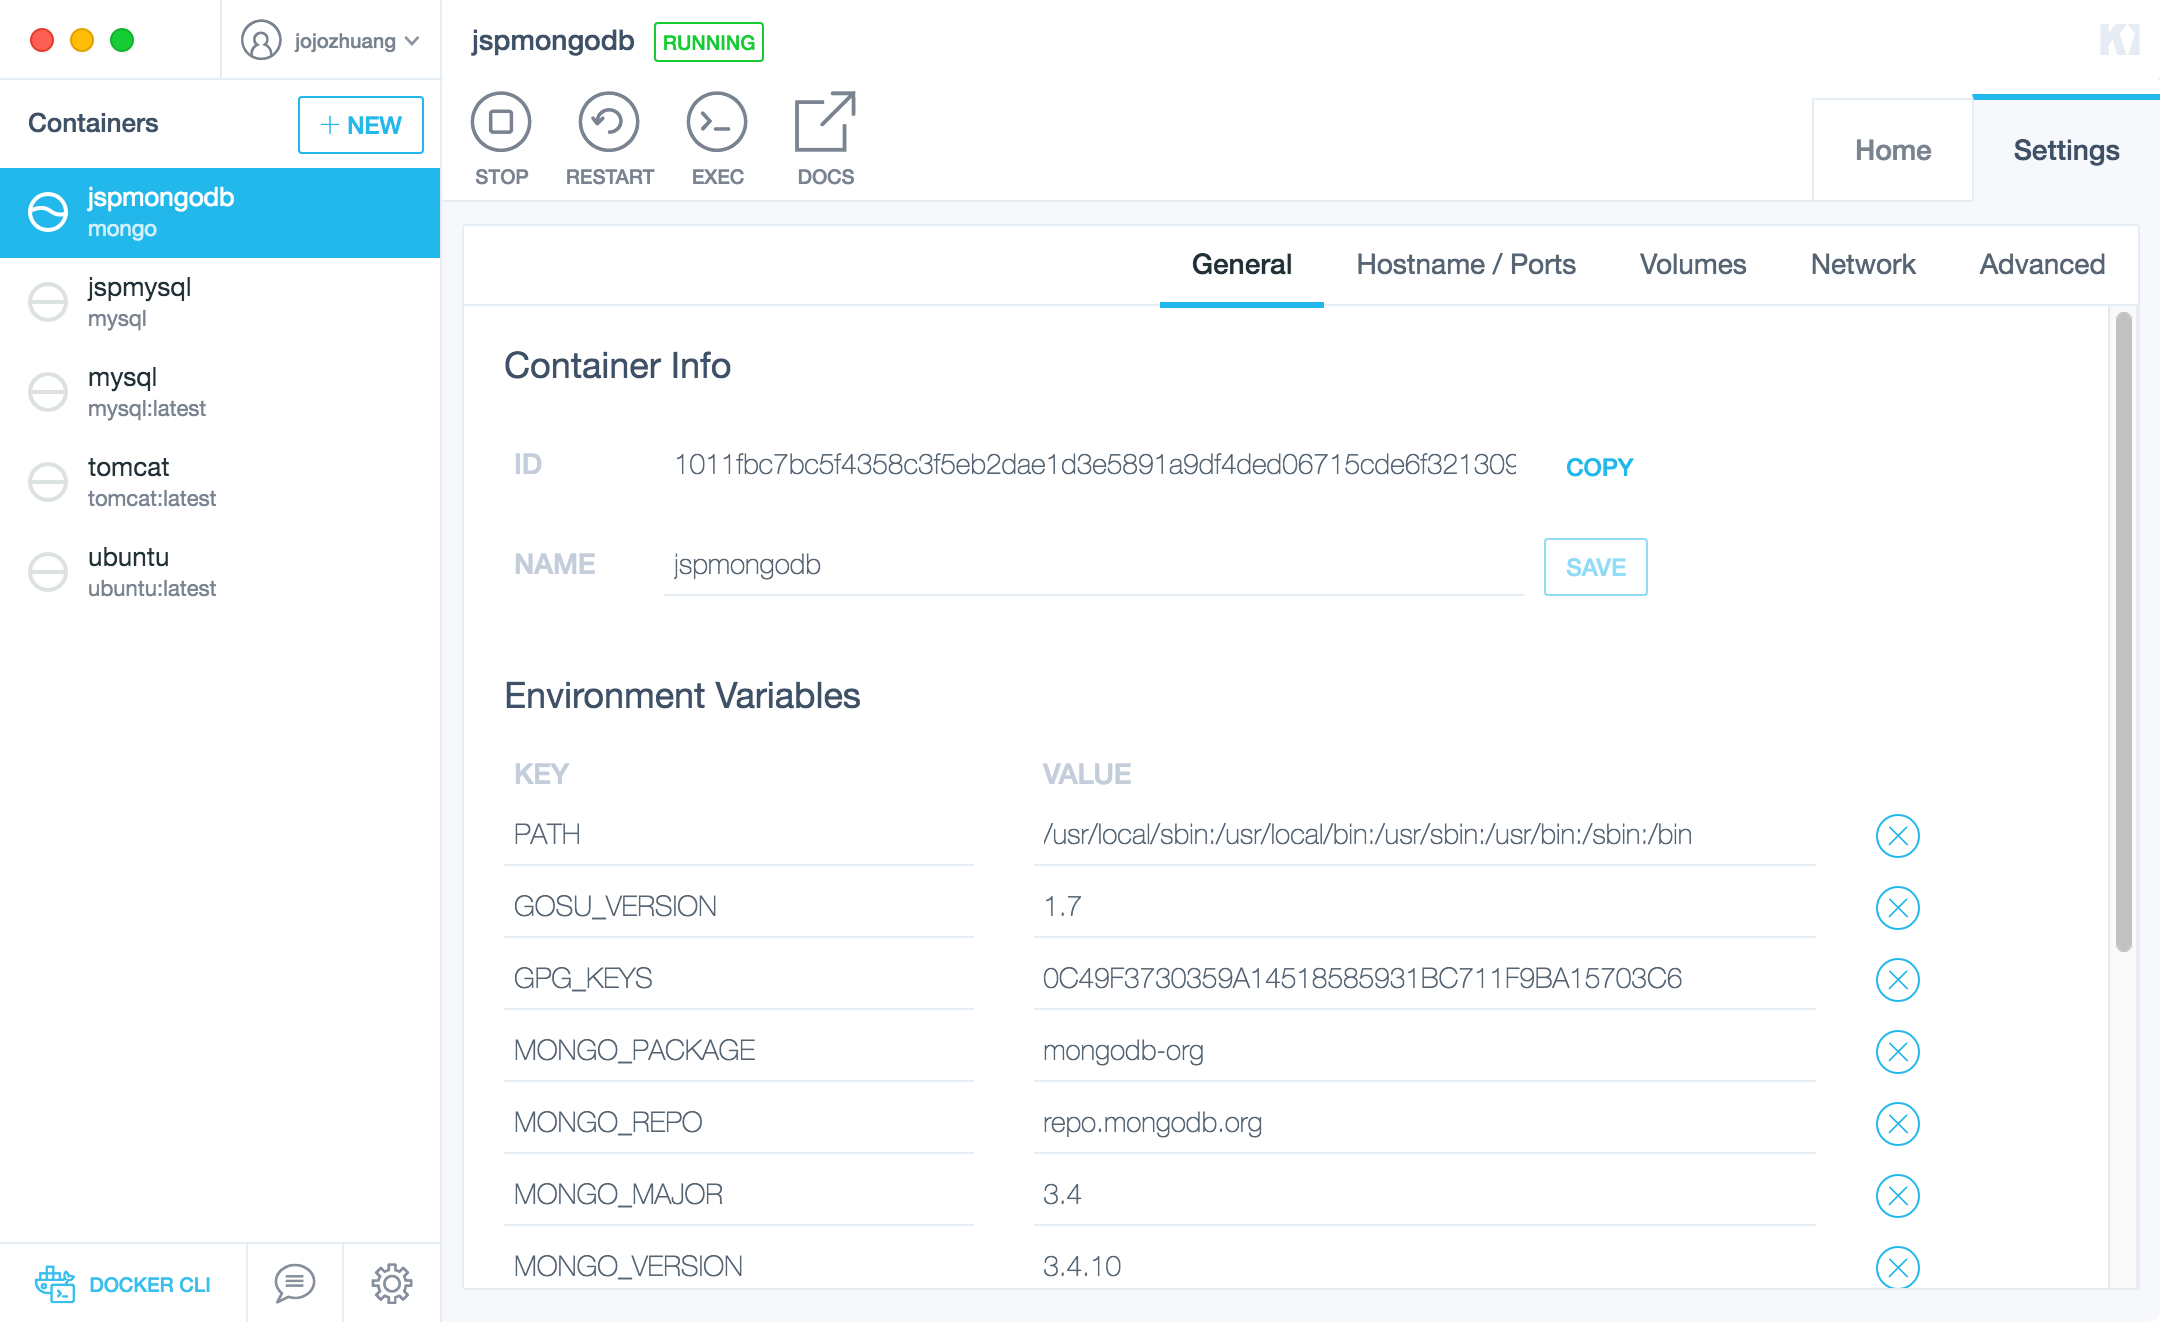 jojozhuang
Containers
+ NEW
jspmongodb
mongo
jspmysql
mysql
mysql
mysql:latest
tomcat
tomcat:latest
ubuntu
ubuntu:latest
DOCKER CLI
jspmongodb RUNNING
STOP RESTART EXEC DOCS
Home Settings
General Hostname / Ports Volumes Network Advanced
Container Info
ID 1011fbc7bc5f4358c3f5eb2dae1d3e5891a9df4ded06715cde6f321309 COPY
NAME jspmongodb SAVE
Environment Variables
KEY VALUE
PATH /usr/local/sbin:/usr/local/bin:/usr/sbin:/usr/bin:/sbin:/bin
GOSU_VERSION 1.7
GPG_KEYS 0C49F3730359A14518585931BC711F9BA15703C6
MONGO_PACKAGE mongodb-org
MONGO_REPO repo.mongodb.org
MONGO_MAJOR 3.4
MONGO_VERSION 3.4.10